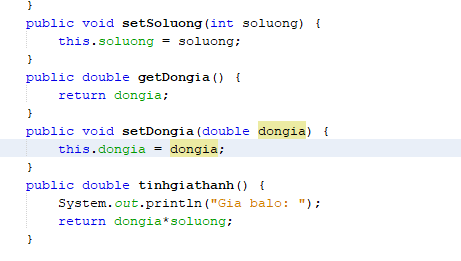 }
public void setSoluong(int soluong) {
this.soluong = soluong;
}
public double getDongia() {
return dongia;
}
public void setDongia(double dongia) {
this.dongia = dongia;
}
public double tinhgiathanh() {
System.out.println("Gia balo: ");
return dongia*soluong;
}